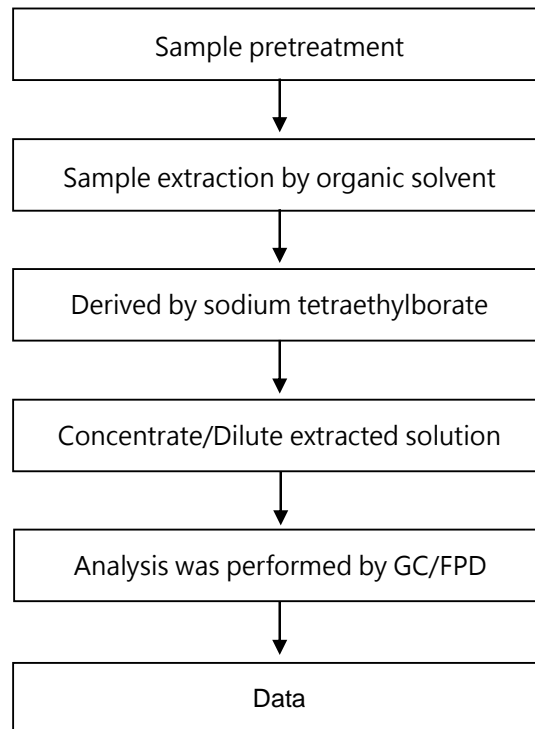 Sample pretreatment
Sample extraction by organic solvent
Derived by sodium tetraethylborate
Concentrate/Dilute extracted solution
Analysis was performed by GC/FPD
Data